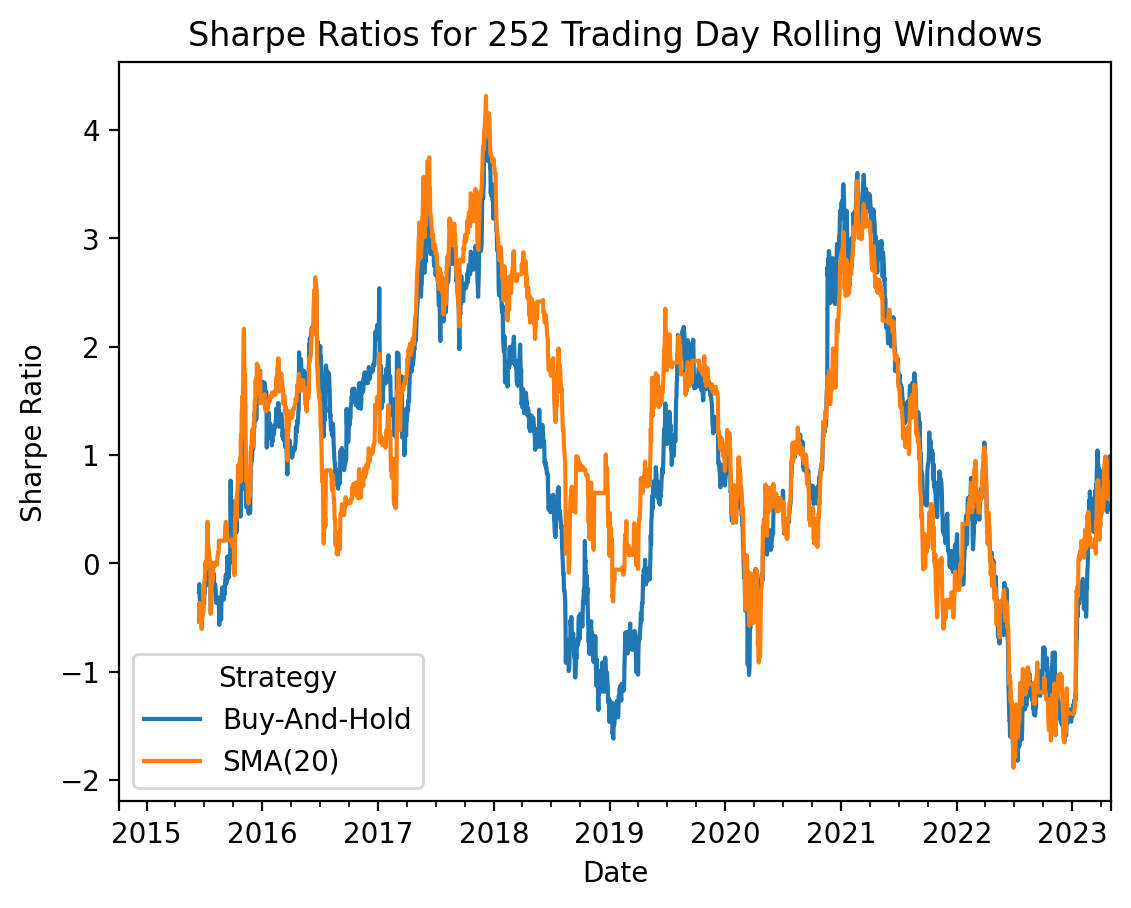 Sharpe Ratios for 252 Trading Day Rolling Windows
Sharpe Ratio
4
3
2
1
0
−1
−2
Strategy
Buy-And-Hold
SMA(20)
2015 2016 2017 2018 2019 2020 2021 2022 2023
Date